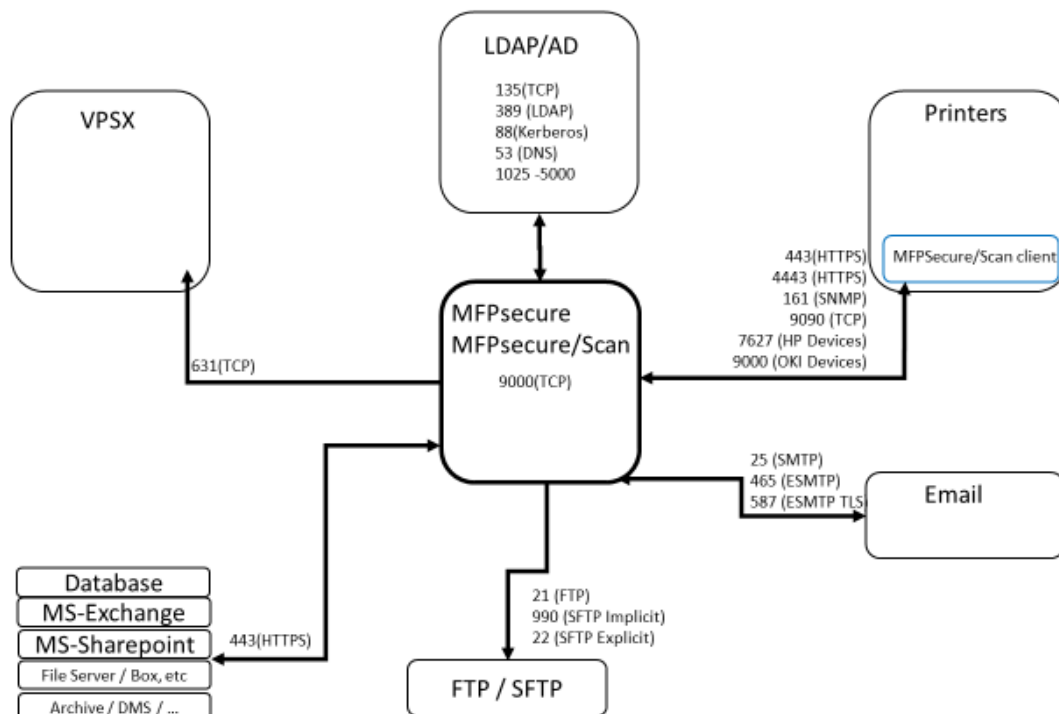 LDAP/AD
135(TCP)
389 (LDAP)
88(Kerberos)
53 (DNS)
1025 -5000
VPSX
Printers
MFPSecure/Scan client
443(HTTPS)
4443 (HTTPS)
161 (SNMP)
9090 (TCP)
7627 (HP Devices)
9000 (OKI Devices)
MFPsecure
MFPsecure/Scan
9000(TCP)
631(TCP)
25 (SMTP)
465 (ESMTP)
587 (ESMTP TLS)
Email
Database
MS-Exchange
MS-Sharepoint
File Server / Box, etc
Archive / DMS / ...
443(HTTPS)
21 (FTP)
990 (SFTP Implicit)
22 (SFTP Explicit)
FTP / SFTP